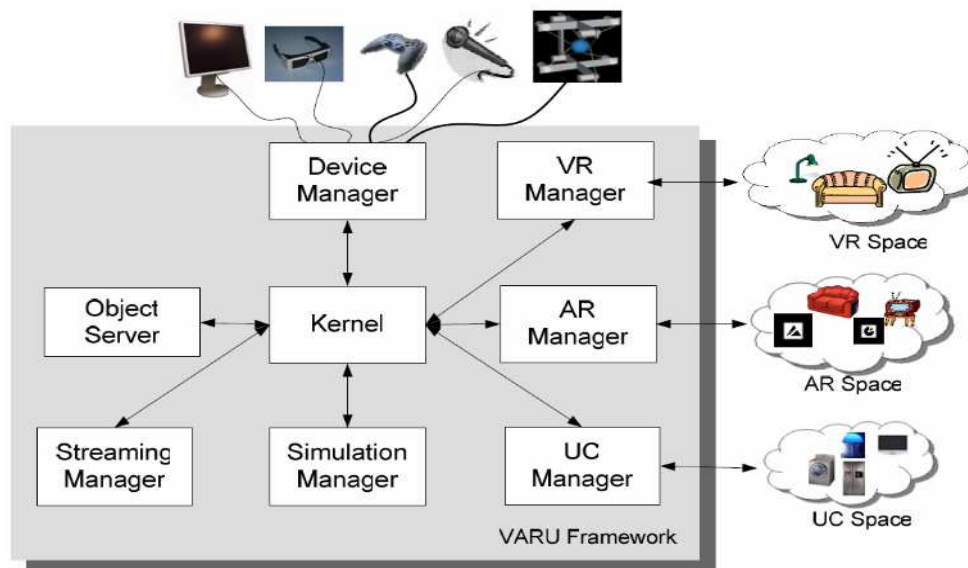 Device
Manager
VR
Manager
VR Space
Object
Server
Kernel
AR
Manager
AR Space
Streaming
Manager
Simulation
Manager
UC
Manager
UC Space
VARU Framework